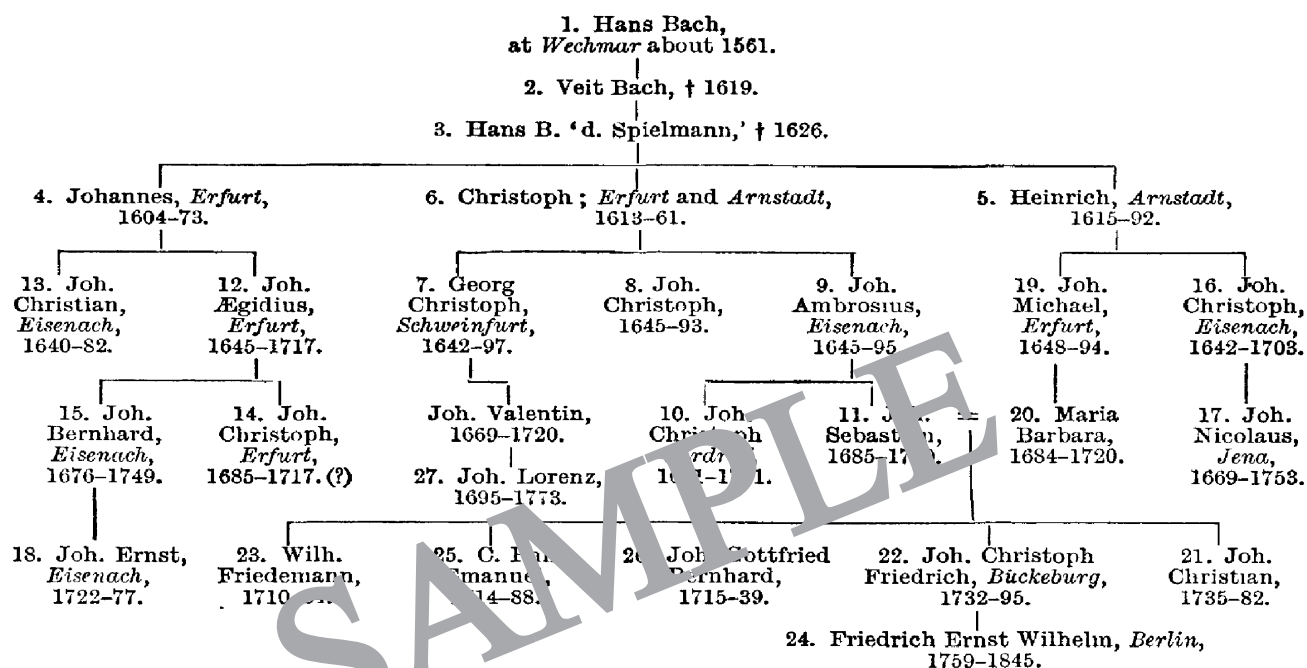 1. Hans Bach,
at Wechmar about 1561.
2. Veit Bach, † 1619.
3. Hans B. ‘d. Spielmann,’ † 1626.
4. Johannes, Erfurt,
1604–73.
6. Christoph ; Erfurt and Arnstadt,
1613–61.
5. Heinrich, Arnstadt,
1615–92.
13. Joh.
Christian,
Eisenach,
1640–82.
12. Joh.
Ægidius,
Erfurt,
1645–1717.
7. Georg
Christoph,
Schweinfurt,
1642–97.
8. Joh.
Christoph,
1645–93.
9. Joh.
Ambrosius,
Eisenach,
1645–95
19. Joh.
Michael,
Erfurt,
1648–94.
16. Joh.
Christoph,
Eisenach,
1642–1703.
15. Joh.
Bernhard,
Eisenach,
1676–1749.
14. Joh.
Christoph,
Erfurt,
1685–1717. (?)
Joh. Valentin,
1669–1720.
27. Joh. Lorenz,
1695–1773.
10. Joh.
Christoph
11.
Sebastian,
=
20. Maria
Barbara,
1684–1720.
17. Joh.
Nicolaus,
Jena,
1669–1753.
18. Joh. Ernst,
Eisenach,
1722–77.
23. Wilh.
Friedemann,
25. C.
Emanuel,
26. Joh. Gottfried
Bernhard,
1715–39.
22. Joh. Christoph
Friedrich, Bückeburg,
1732–95.
21. Joh.
Christian,
1735–82.
24. Friedrich Ernst Wilhelm, Berlin,
1759–1845.
SAMPLE